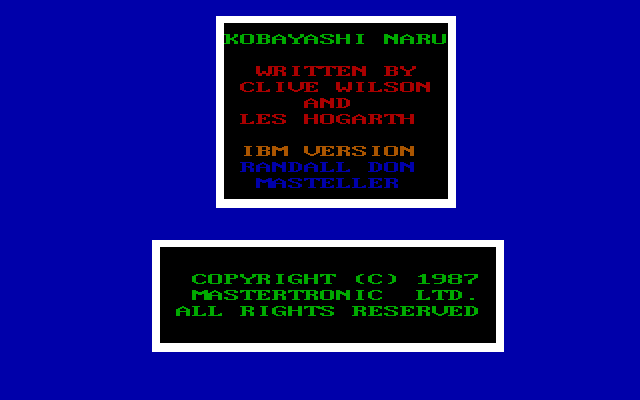 KOBAYASHI NARU
WRITTEN BY
CLIVE WILSON
AND
LES HOGARTH
IBM VERSION
RANDALL DON
MASTELLER
COPYRIGHT (C) 1987
MASTERTRONIC LTD.
ALL RIGHTS RESERVED